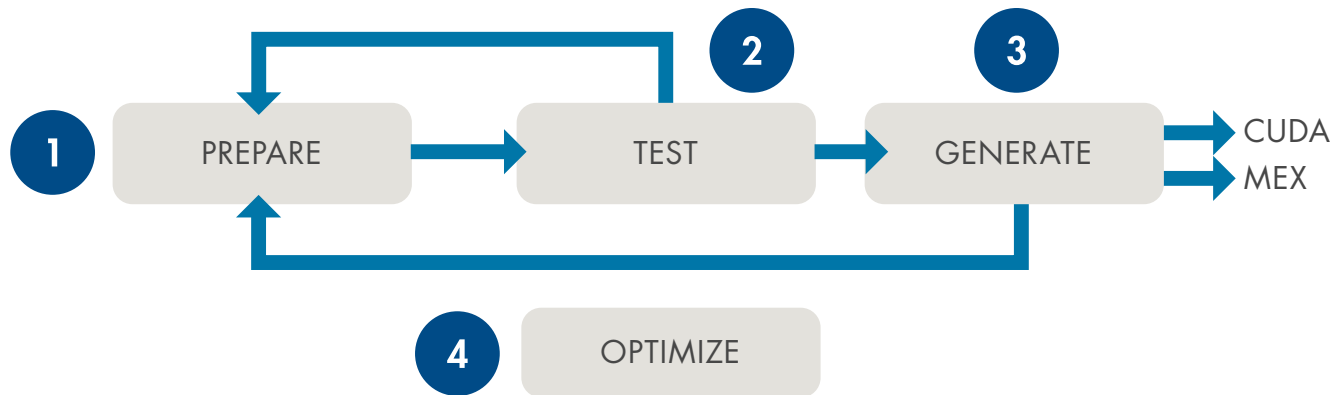 2
3
1
PREPARE
TEST
GENERATE
CUDA
MEX
4
OPTIMIZE